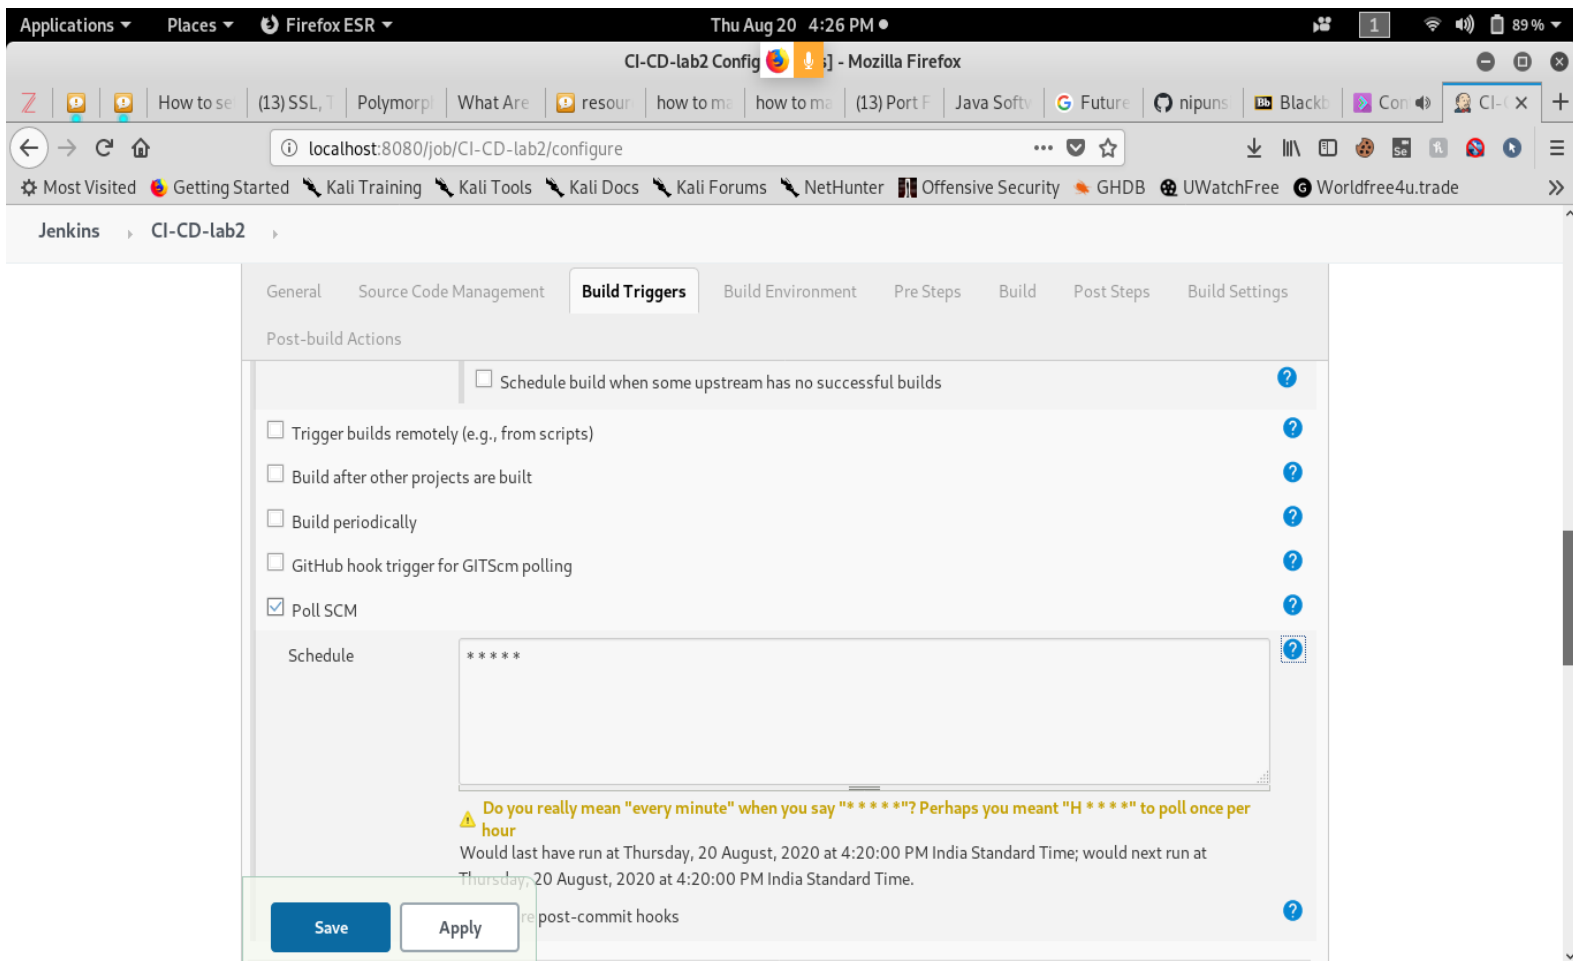 Applications Places Firefox ESR Thu Aug 20 4:26 PM 1 89 %
CI-CD-lab2 Config s] - Mozilla Firefox
How to se (13) SSL, T Polymorph What Are resour how to ma how to ma (13) Port F Java Softw Future nipuns Bb Blackb Con CI-C
localhost:8080/job/CI-CD-lab2/configure
Most Visited Getting Started Kali Training Kali Tools Kali Docs Kali Forums NetHunter Offensive Security GHDB UWatchFree Worldfree4u.trade
Jenkins CI-CD-lab2
General Source Code Management Build Triggers Build Environment Pre Steps Build Post Steps Build Settings
Post-build Actions
Schedule build when some upstream has no successful builds
Trigger builds remotely (e.g., from scripts)
Build after other projects are built
Build periodically
GitHub hook trigger for GITScm polling
Poll SCM
Schedule * * * * *
Do you really mean "every minute" when you say "* * * * *"? Perhaps you meant "H * * * *" to poll once per
hour
Would last have run at Thursday, 20 August, 2020 at 4:20:00 PM India Standard Time; would next run at
Thursday, 20 August, 2020 at 4:20:00 PM India Standard Time.
re post-commit hooks
Save Apply